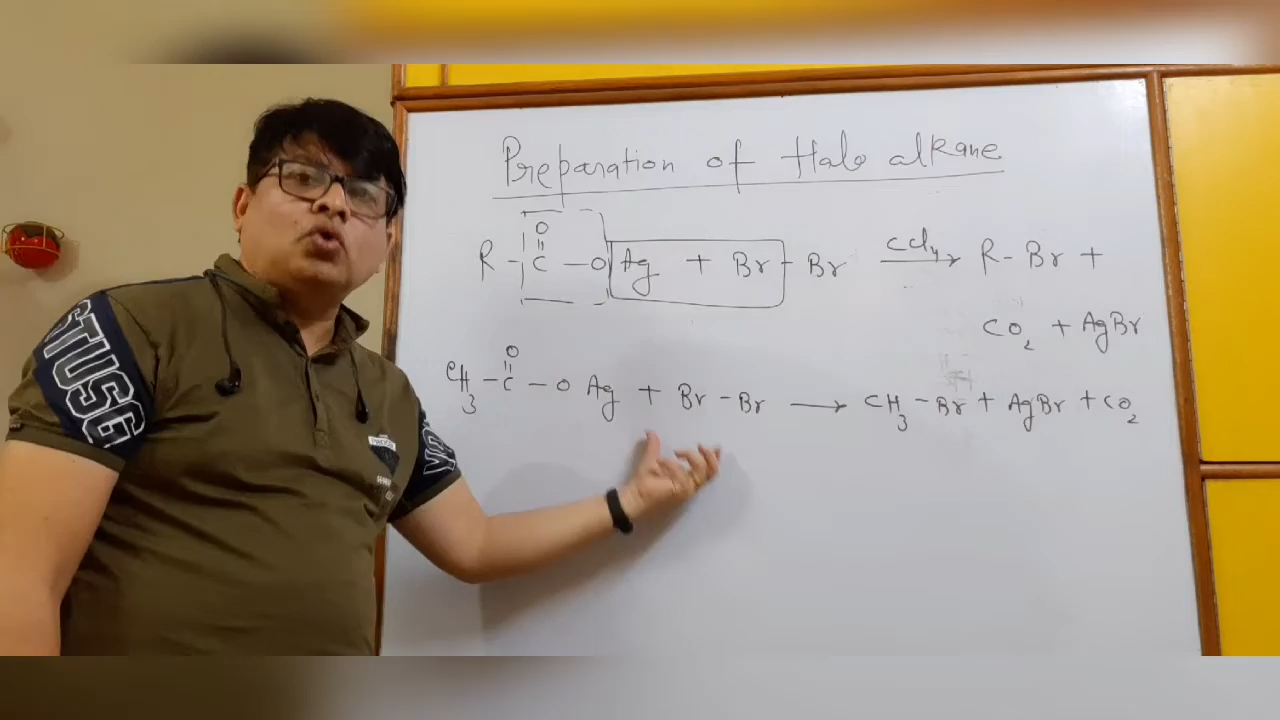 Preparation of Halo alkane
O
R - C - O Ag + Br - Br CCl4 → R - Br +
CO2 + AgBr
O
CH3 - C - O Ag + Br - Br → CH3 - Br + AgBr + CO2
STUSG